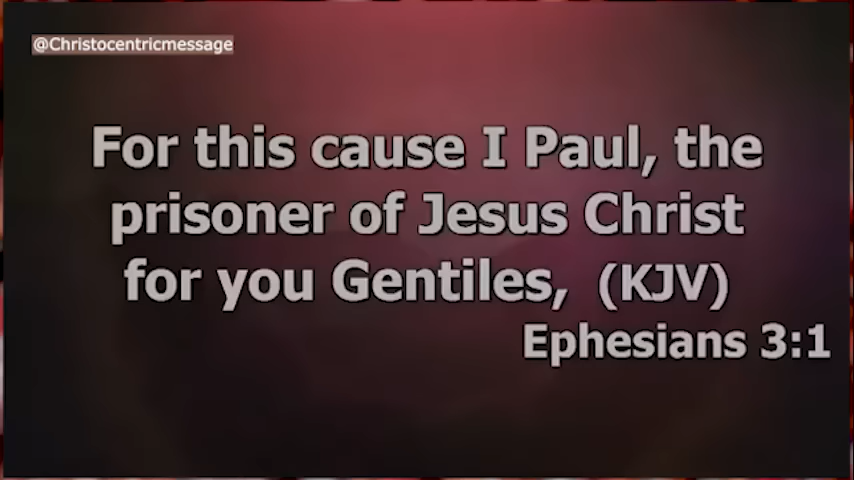 @Christocentricmessage
For this cause I Paul, the
prisoner of Jesus Christ
for you Gentiles, (KJV)
Ephesians 3:1